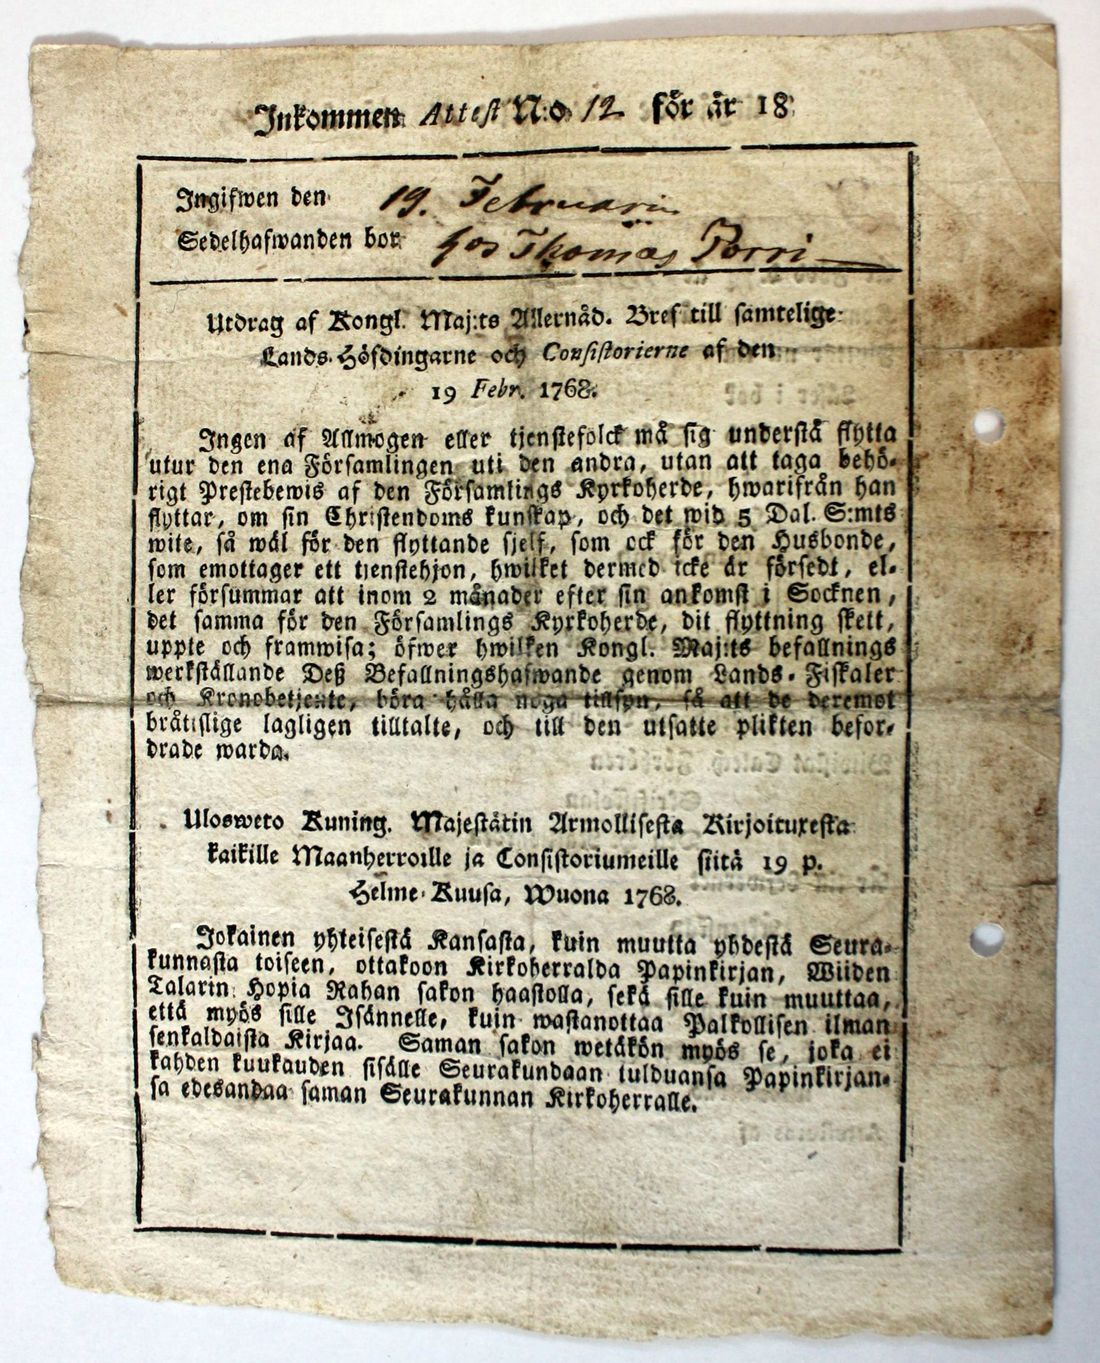 Inkommen Attest N:o 12 för år 18
Ingifwen den 19. Februarii
Sedelhafwanden bor hos Thomas Porri
Utdrag af Kongl. Maj:ts Allernåd. Bref till samtelige
Lands-Höfdingarne och Consistorierne af den
19 Febr. 1768.
Ingen af Allmogen eller tjenstefolck må sig understå flytta
utur den ena Församlingen uti den andra, utan att taga behö-
rigt Prestebewis af den Församlings Kyrkoherde, hwarifrån han
flyttar, om sin Christendoms kunskap, och det wid 5 Dal. S:mts
wite, så wäl för den flyttande sjelf, som ock för den Husbonde,
som emottager ett tjenstehjon, hwilket dermed icke är försedt, el-
ler försummar att inom 2 månader efter sin ankomst i Socknen,
det samma för den Församlings Kyrkoherde, dit flyttning skett,
uppte och framwisa; öfwer hwilken Kongl. Maj:ts befallnings
werkställande Deß Befallningshafwande genom Lands-Fiskaler
och Kronobetjente, böra hålla noga tillsyn, så att de deremot
bråtislige lagligen tilltalte, och till den utsatte plikten befor-
drade warda.
Ulosweto Kuning. Majestätin Armollisesta Kirjoituxesta
kaikille Maanherroille ja Consistoriumeille siitä 19 p.
Helme-Kuusa, Wuona 1768.
Jokainen yhteisestä Kansasta, kuin muutta yhdestä Seura-
kunnasta toiseen, ottakoon Kirkoherralda Papinkirjan, Wiiden
Talarin Hopia Rahan sakon haastolla, sekä sille kuin muuttaa,
että myös sille Isännelle, kuin wastanottaa Palkollisen ilman
senkaldaista Kirjaa. Saman sakon wetäkön myös se, joka ei
kahden kuukauden sisälle Seurakundaan tulduansa Papinkirjan-
sa edesandaa saman Seurakunnan Kirkoherralle.